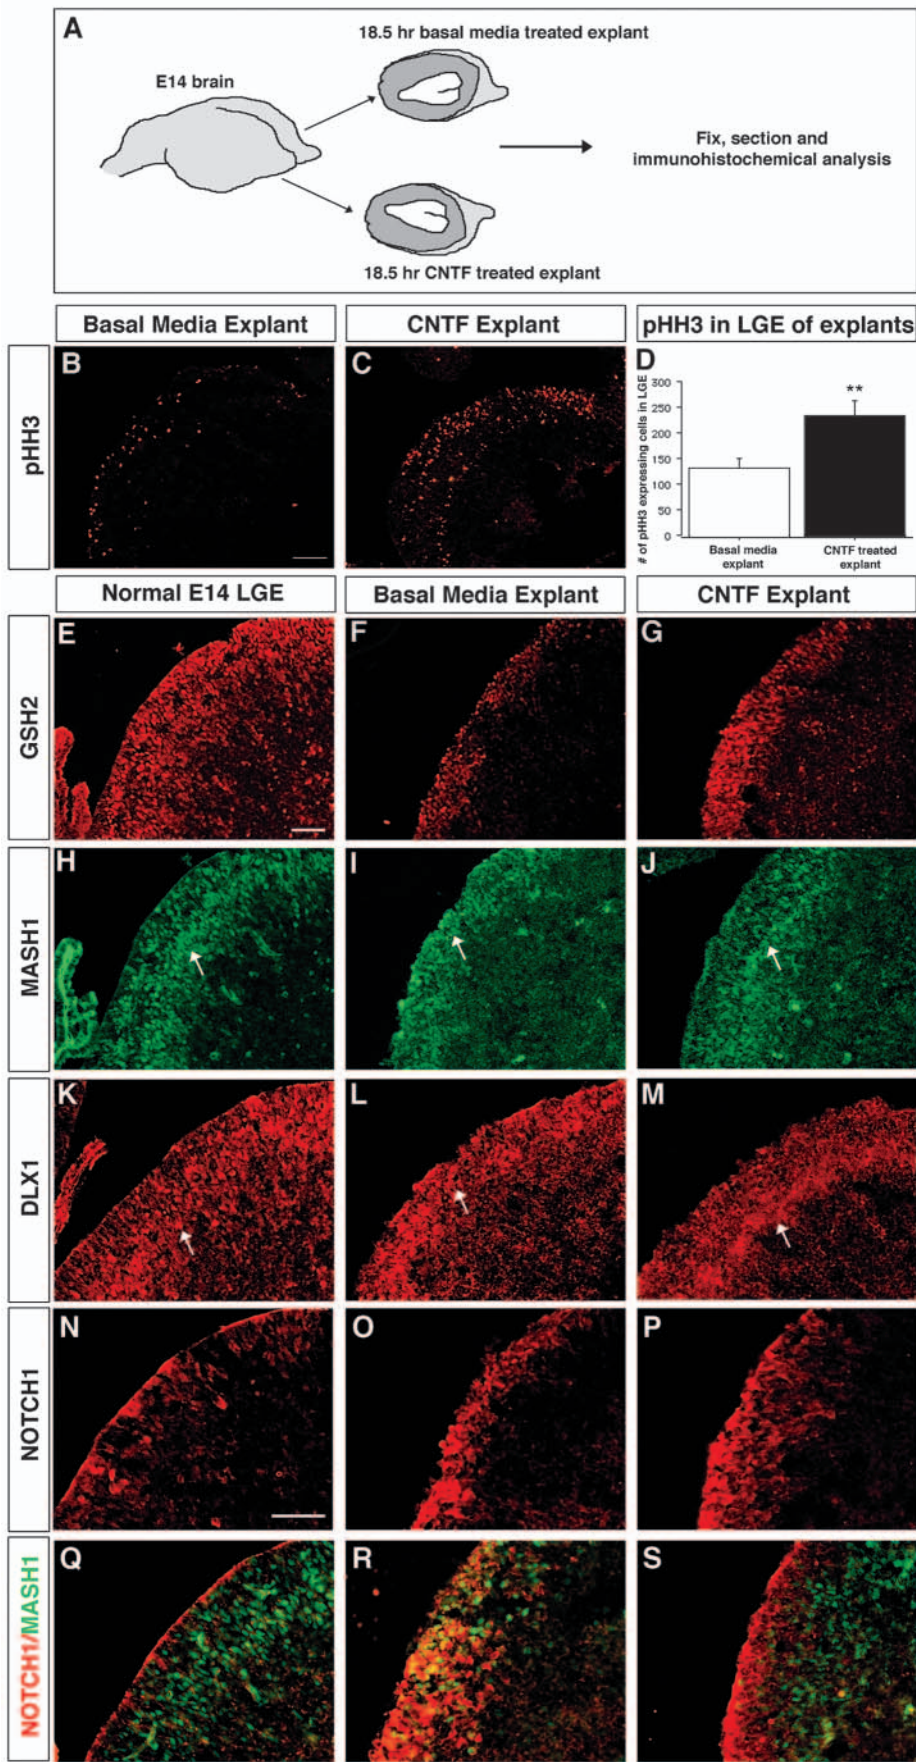 A
18.5 hr basal media treated explant
E14 brain
Fix, section and
immunohistochemical analysis
18.5 hr CNTF treated explant
Basal Media Explant
CNTF Explant
pHH3 in LGE of explants
pHH3
B
C
D
# of pHH3 expressing cells in LGE
300
250
200
150
100
50
0
**
Basal media
explant
CNTF treated
explant
Normal E14 LGE
Basal Media Explant
CNTF Explant
GSH2
E
F
G
MASH1
H
I
J
DLX1
K
L
M
NOTCH1
N
O
P
NOTCH1/MASH1
Q
R
S